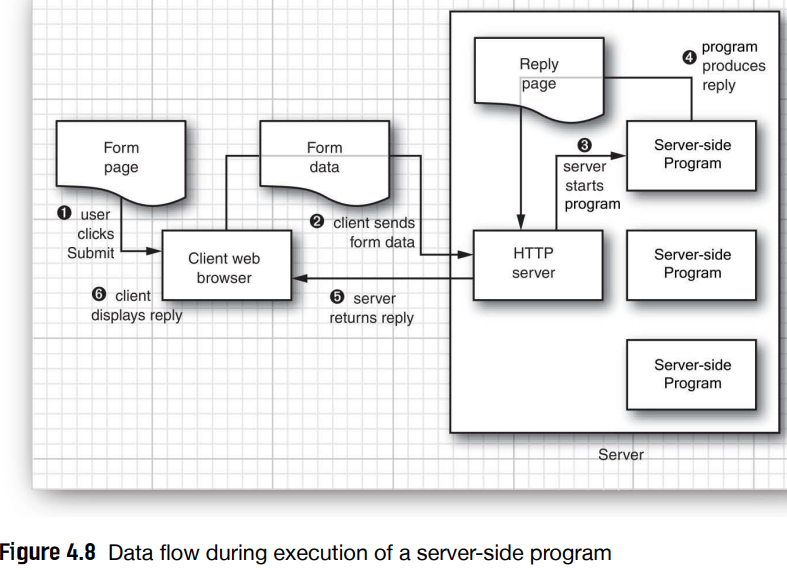 Form
page
Form
data
Reply
page
❹ program
produces
reply
❸
server
starts
program
Server-side
Program
❶ user
clicks
Submit
❷ client sends
form data
Client web
browser
HTTP
server
Server-side
Program
❻ client
displays reply
❺ server
returns reply
Server-side
Program
Server
Figure 4.8 Data flow during execution of a server-side program